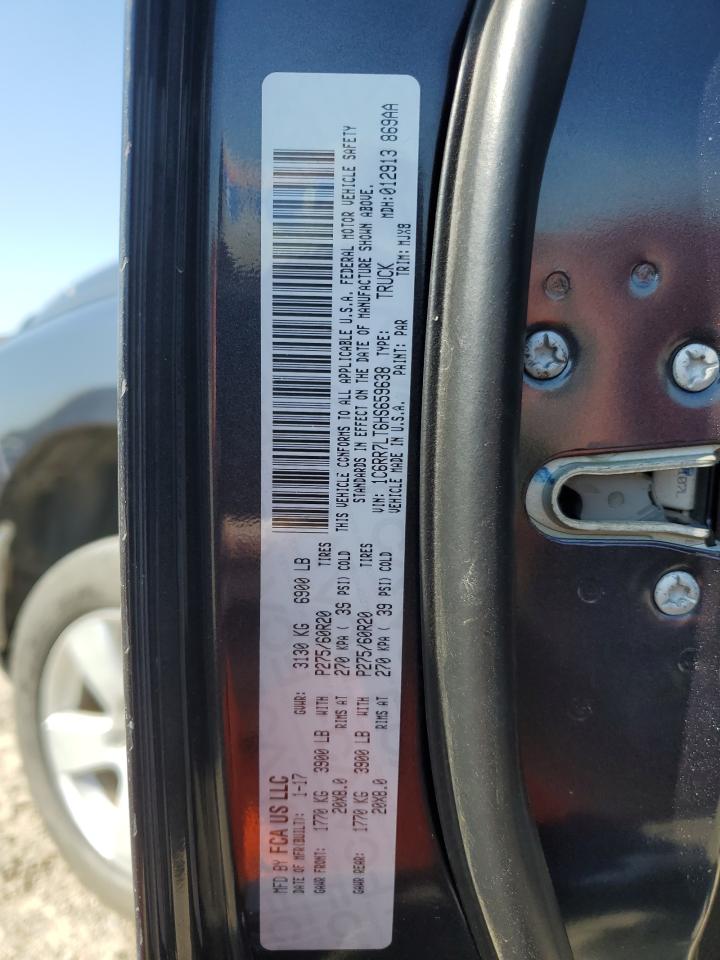 MFD BY FCA US LLC
DATE OF MFR(BUILT): 1-17 GVWR: 3130 KG 6900 LB
GAWR FRONT: 1770 KG 3900 LB WITH P275/60R20 TIRES
20X8.0 RIMS AT 270 KPA ( 39 PSI) COLD
GAWR REAR: 1770 KG 3900 LB WITH P275/60R20 TIRES
20X8.0 RIMS AT 270 KPA ( 39 PSI) COLD
THIS VEHICLE CONFORMS TO ALL APPLICABLE U.S.A. FEDERAL MOTOR VEHICLE SAFETY
STANDARDS IN EFFECT ON THE DATE OF MANUFACTURE SHOWN ABOVE.
VIN: 1C6RR7LT6HS659638 TYPE: TRUCK MDH:012913 869AA
VEHICLE MADE IN U.S.A. PAINT: PAR TRIM: MJX8